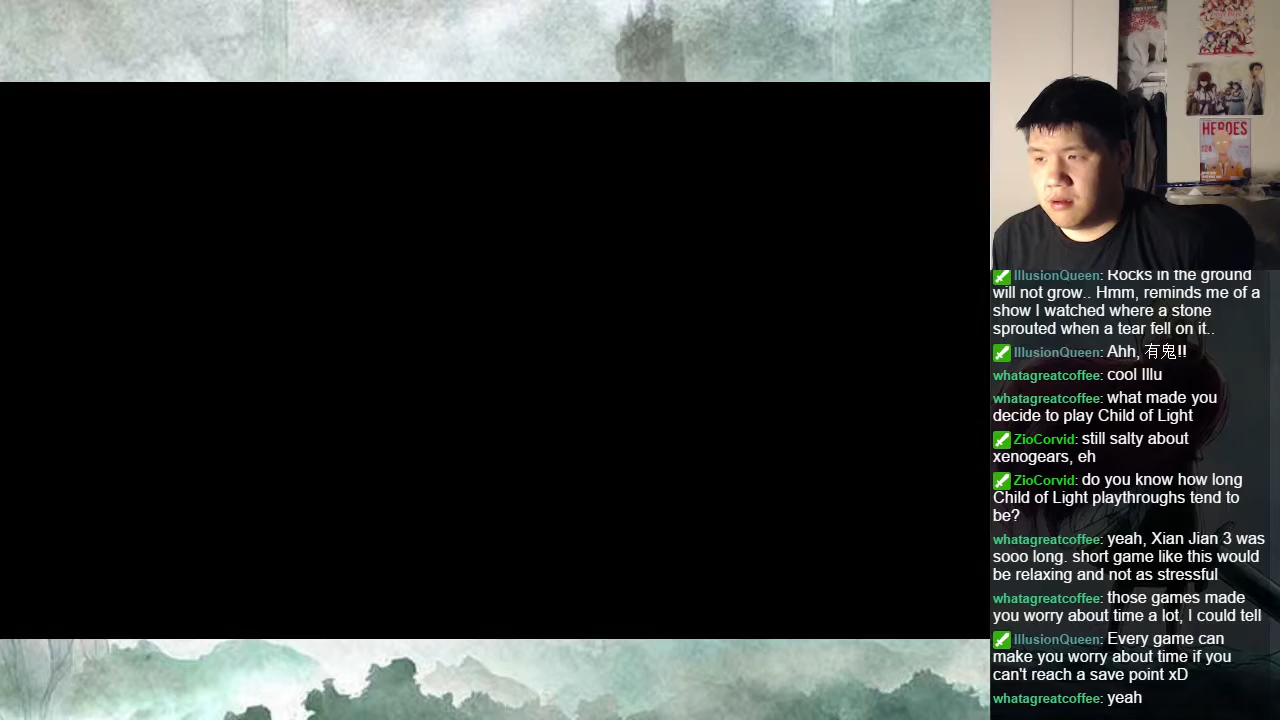 HEROES
IllusionQueen: Rocks in the ground
will not grow.. Hmm, reminds me of a
show I watched where a stone
sprouted when a tear fell on it..
IllusionQueen: Ahh, 有鬼!!
whatagreatcoffee: cool Illu
whatagreatcoffee: what made you
decide to play Child of Light
ZioCorvid: still salty about
xenogears, eh
ZioCorvid: do you know how long
Child of Light playthroughs tend to
be?
whatagreatcoffee: yeah, Xian Jian 3 was
sooo long. short game like this would
be relaxing and not as stressful
whatagreatcoffee: those games made
you worry about time a lot, I could tell
IllusionQueen: Every game can
make you worry about time if you
can't reach a save point xD
whatagreatcoffee: yeah